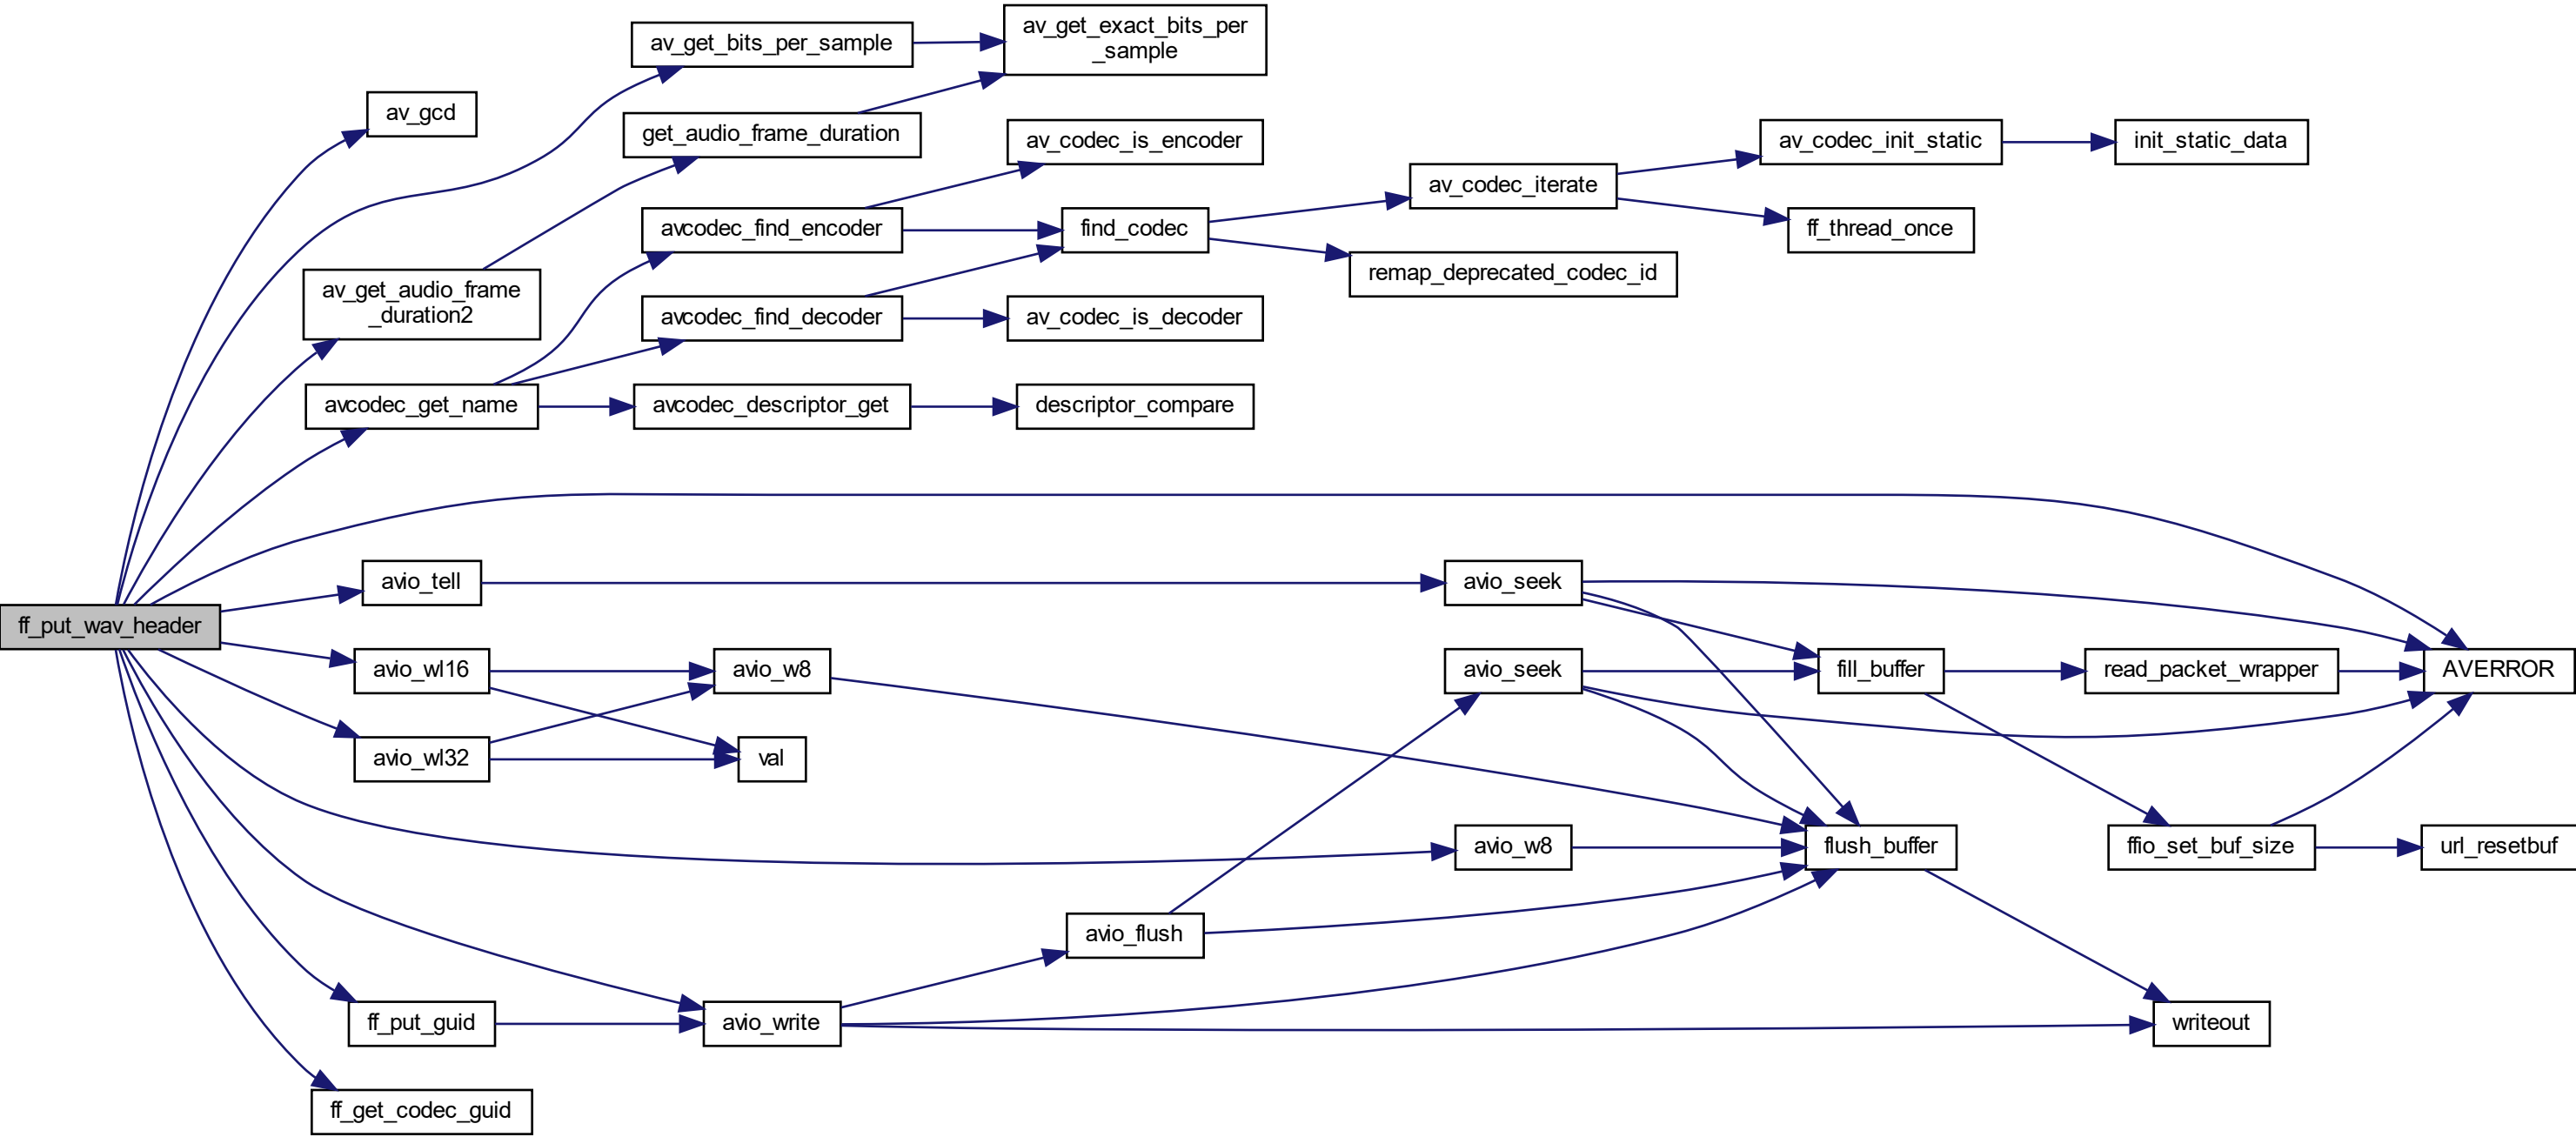 av_get_bits_per_sample
av_get_exact_bits_per
_sample
av_gcd
get_audio_frame_duration
av_codec_is_encoder
av_codec_init_static
init_static_data
av_codec_iterate
avcodec_find_encoder
find_codec
ff_thread_once
remap_deprecated_codec_id
av_get_audio_frame
_duration2
avcodec_find_decoder
av_codec_is_decoder
avcodec_get_name
avcodec_descriptor_get
descriptor_compare
avio_tell
avio_seek
ff_put_wav_header
avio_wl16
avio_w8
avio_seek
fill_buffer
read_packet_wrapper
AVERROR
avio_wl32
val
avio_w8
flush_buffer
ffio_set_buf_size
url_resetbuf
avio_flush
ff_put_guid
avio_write
writeout
ff_get_codec_guid